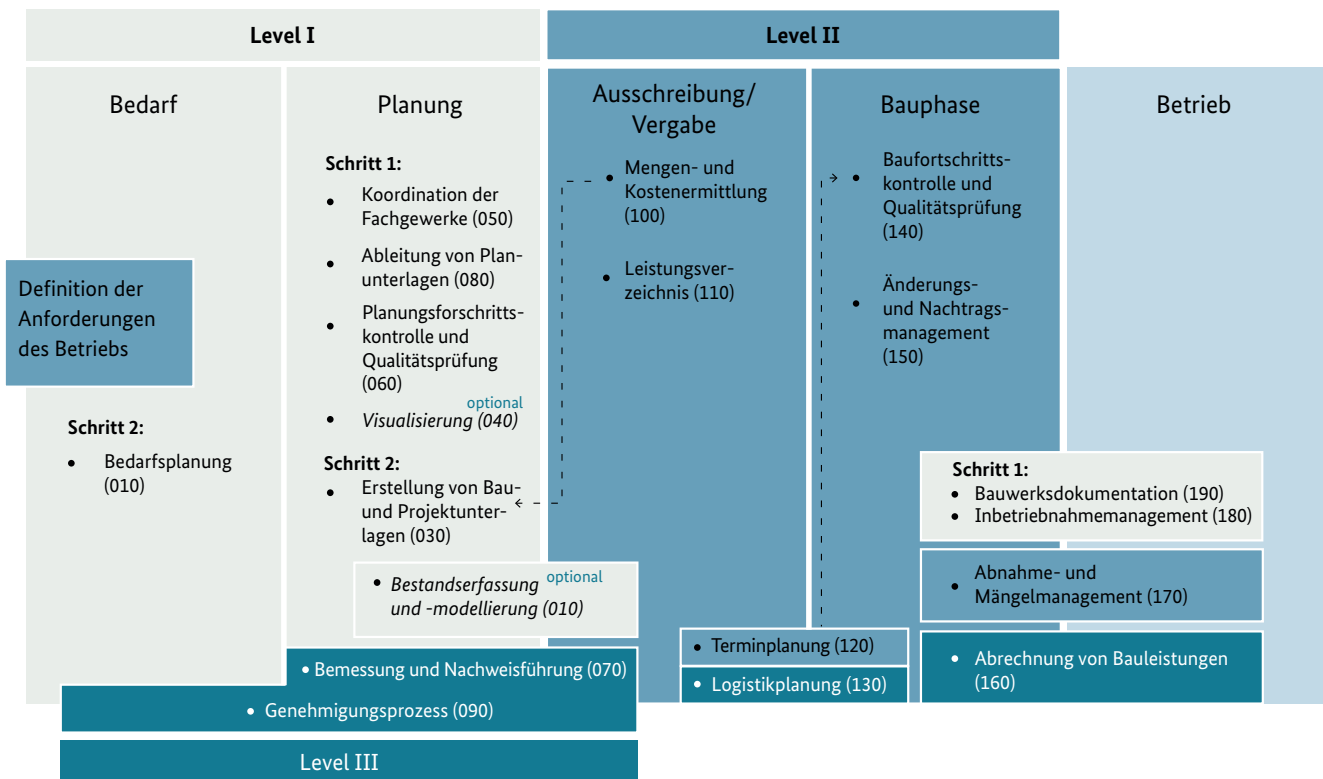 Level I
Level II
Bedarf
Planung
Ausschreibung/
Vergabe
Bauphase
Betrieb
Definition der
Anforderungen
des Betriebs
Schritt 2:
• Bedarfsplanung
(010)
Schritt 1:
• Koordination der
Fachgewerke (050)
• Ableitung von Plan-
unterlagen (080)
• Planungsforschritts-
kontrolle und
Qualitätsprüfung
(060)
optional
• Visualisierung (040)
Schritt 2:
• Erstellung von Bau-
und Projektunter-
lagen (030)
• Bestandserfassung optional
und -modellierung (010)
• Mengen- und
Kostenermittlung
(100)
• Leistungsver-
zeichnis (110)
• Baufortschritts-
kontrolle und
Qualitätsprüfung
(140)
• Änderungs-
und Nachtrags-
management
(150)
Schritt 1:
• Bauwerksdokumentation (190)
• Inbetriebnahmemanagement (180)
• Abnahme- und
Mängelmanagement (170)
• Terminplanung (120)
• Logistikplanung (130)
• Abrechnung von Bauleistungen
(160)
• Bemessung und Nachweisführung (070)
• Genehmigungsprozess (090)
Level III